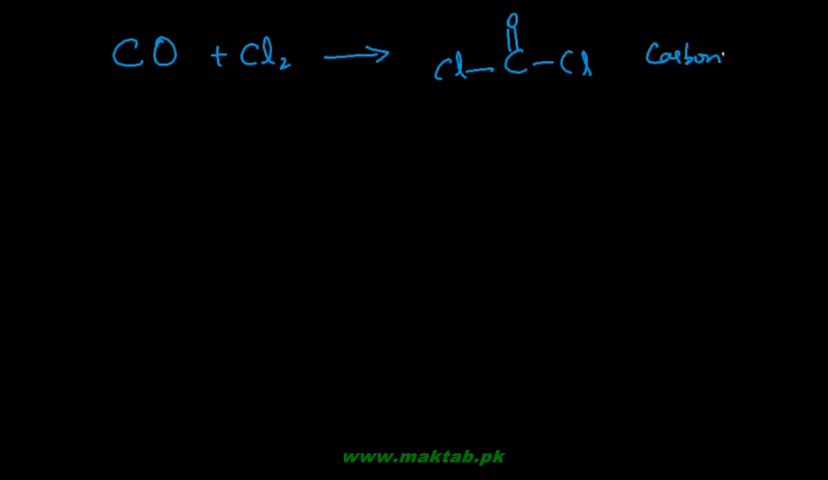 CO + Cl₂ → Cl–C(=O)–Cl Carbon
www.maktab.pk